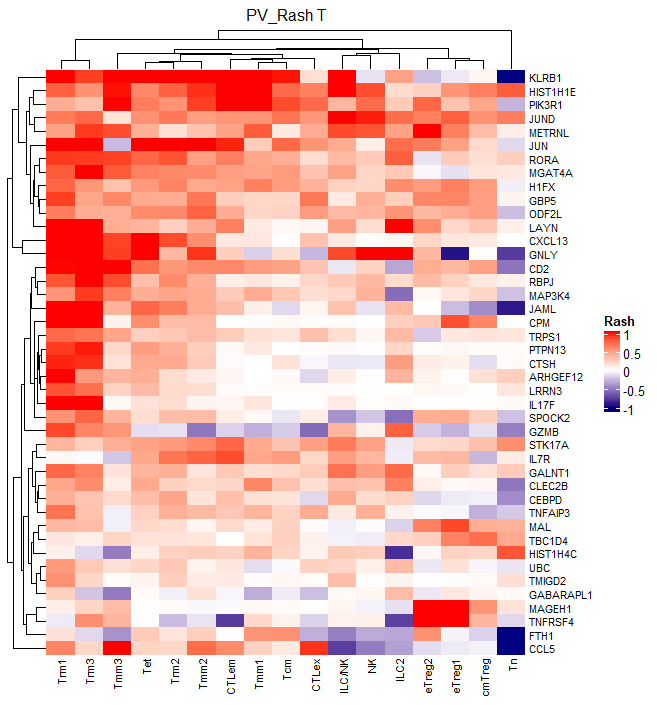 PV_Rash T
KLRB1
HIST1H1E
PIK3R1
JUND
METRNL
JUN
RORA
MGAT4A
H1FX
GBP5
ODF2L
LAYN
CXCL13
GNLY
CD2
RBPJ
MAP3K4
JAML
CPM
TRPS1
PTPN13
CTSH
ARHGEF12
LRRN3
IL17F
SPOCK2
GZMB
STK17A
IL7R
GALNT1
CLEC2B
CEBPD
TNFAIP3
MAL
TBC1D4
HIST1H4C
UBC
TMIGD2
GABARAPL1
MAGEH1
TNFRSF4
FTH1
CCL5
Rash
1
0.5
0
-0.5
-1
Trm1
Trm3
Tmm3
Tet
Trm2
Tmm2
CTLem
Tmm1
Tcm
CTLex
ILC/NK
NK
ILC2
eTreg2
eTreg1
cmTreg
Tn